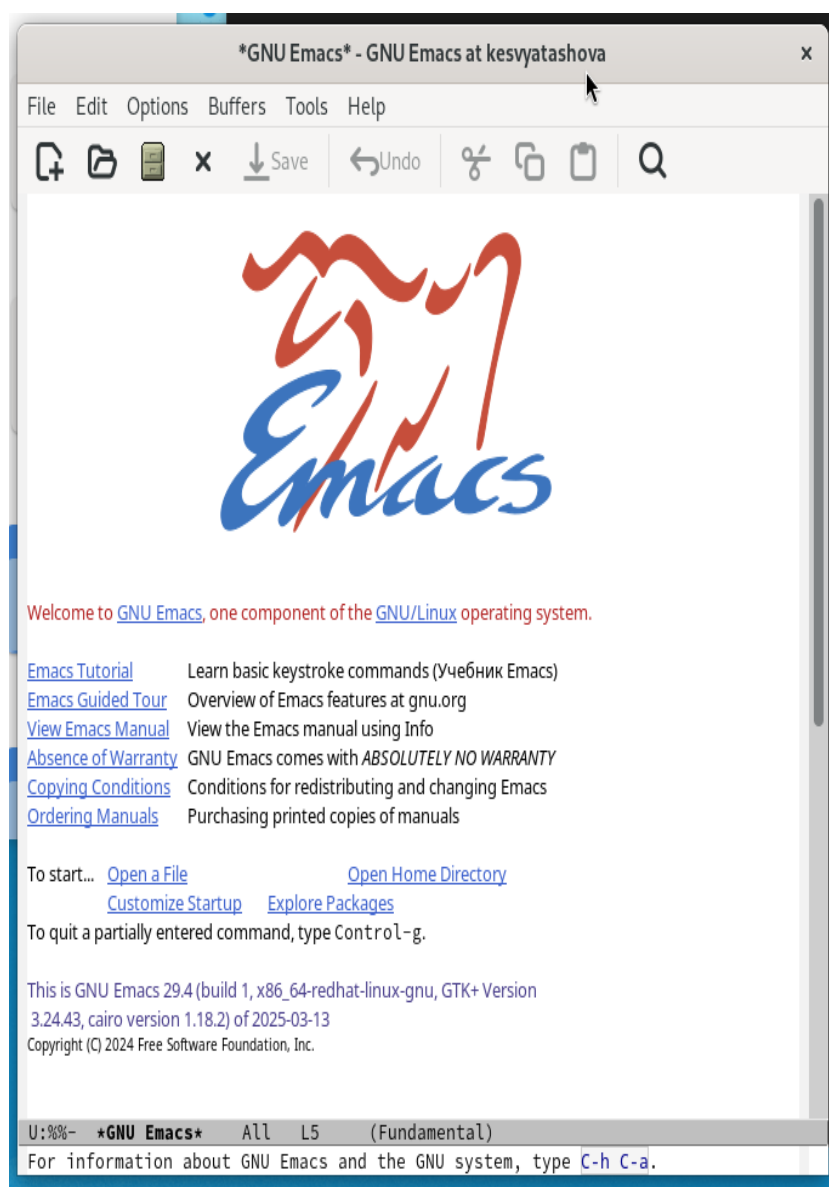 *GNU Emacs* - GNU Emacs at kesvyatashova
File Edit Options Buffers Tools Help
Save Undo
Emacs
Welcome to GNU Emacs, one component of the GNU/Linux operating system.
Emacs Tutorial Learn basic keystroke commands (Учебник Emacs)
Emacs Guided Tour Overview of Emacs features at gnu.org
View Emacs Manual View the Emacs manual using Info
Absence of Warranty GNU Emacs comes with ABSOLUTELY NO WARRANTY
Copying Conditions Conditions for redistributing and changing Emacs
Ordering Manuals Purchasing printed copies of manuals
To start... Open a File Open Home Directory
Customize Startup Explore Packages
To quit a partially entered command, type Control-g.
This is GNU Emacs 29.4 (build 1, x86_64-redhat-linux-gnu, GTK+ Version
3.24.43, cairo version 1.18.2) of 2025-03-13
Copyright (C) 2024 Free Software Foundation, Inc.
U:%%- *GNU Emacs* All L5 (Fundamental)
For information about GNU Emacs and the GNU system, type C-h C-a.